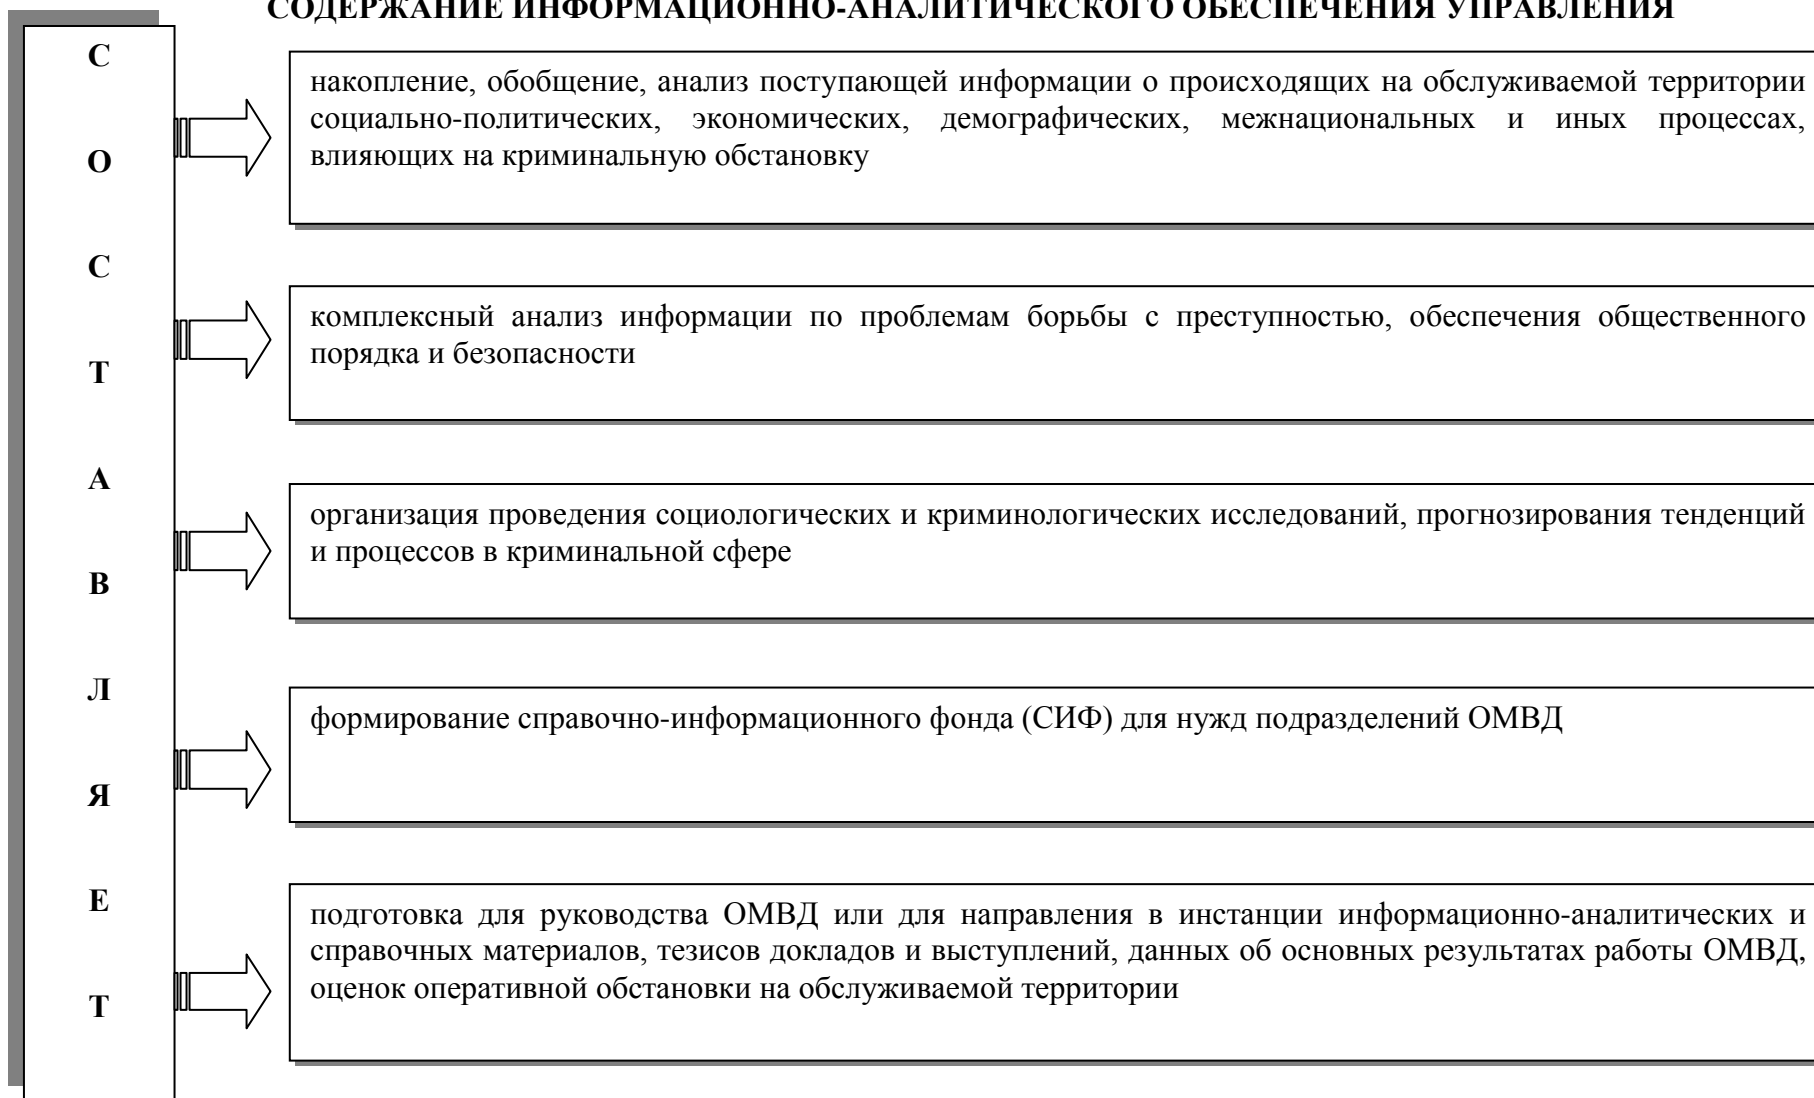 СОДЕРЖАНИЕ ИНФОРМАЦИОННО-АНАЛИТИЧЕСКОГО ОБЕСПЕЧЕНИЯ УПРАВЛЕНИЯ
С
О
С
Т
А
В
Л
Я
Е
Т
накопление, обобщение, анализ поступающей информации о происходящих на обслуживаемой территории
социально-политических, экономических, демографических, межнациональных и иных процессах,
влияющих на криминальную обстановку
комплексный анализ информации по проблемам борьбы с преступностью, обеспечения общественного
порядка и безопасности
организация проведения социологических и криминологических исследований, прогнозирования тенденций
и процессов в криминальной сфере
формирование справочно-информационного фонда (СИФ) для нужд подразделений ОМВД
подготовка для руководства ОМВД или для направления в инстанции информационно-аналитических и
справочных материалов, тезисов докладов и выступлений, данных об основных результатах работы ОМВД,
оценок оперативной обстановки на обслуживаемой территории